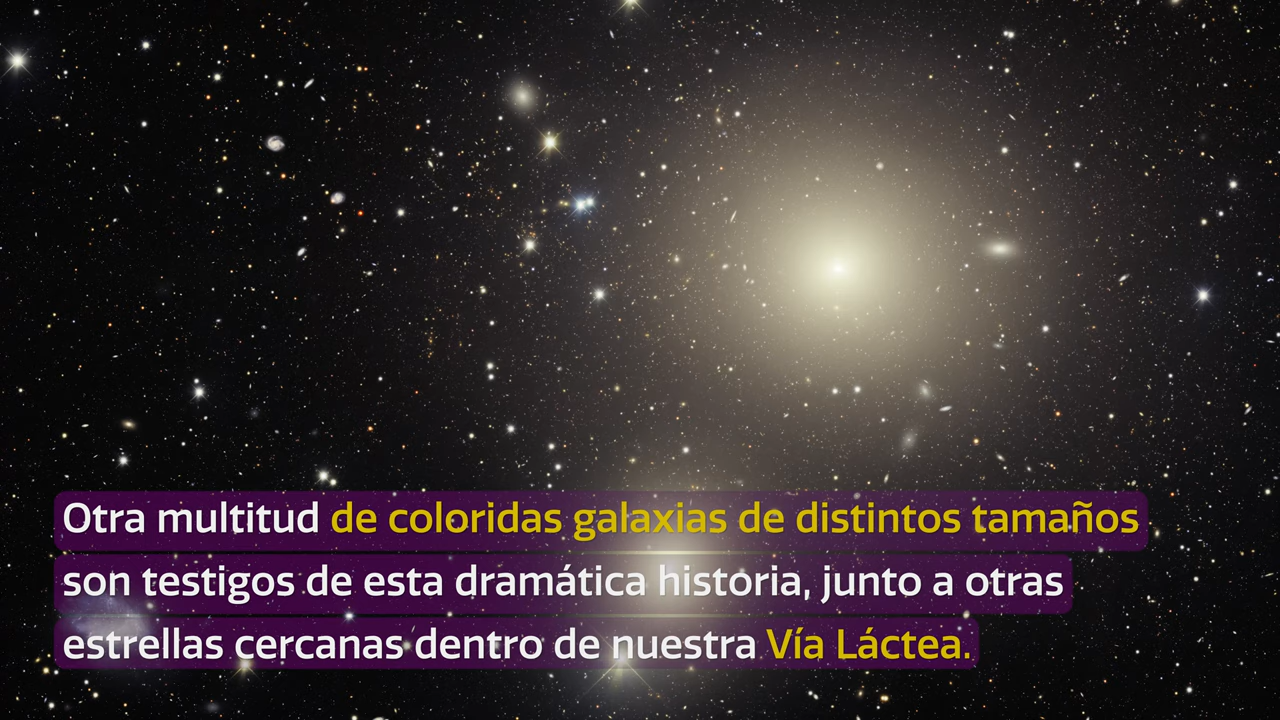 Otra multitud de coloridas galaxias de distintos tamaños
son testigos de esta dramática historia, junto a otras
estrellas cercanas dentro de nuestra Vía Láctea.